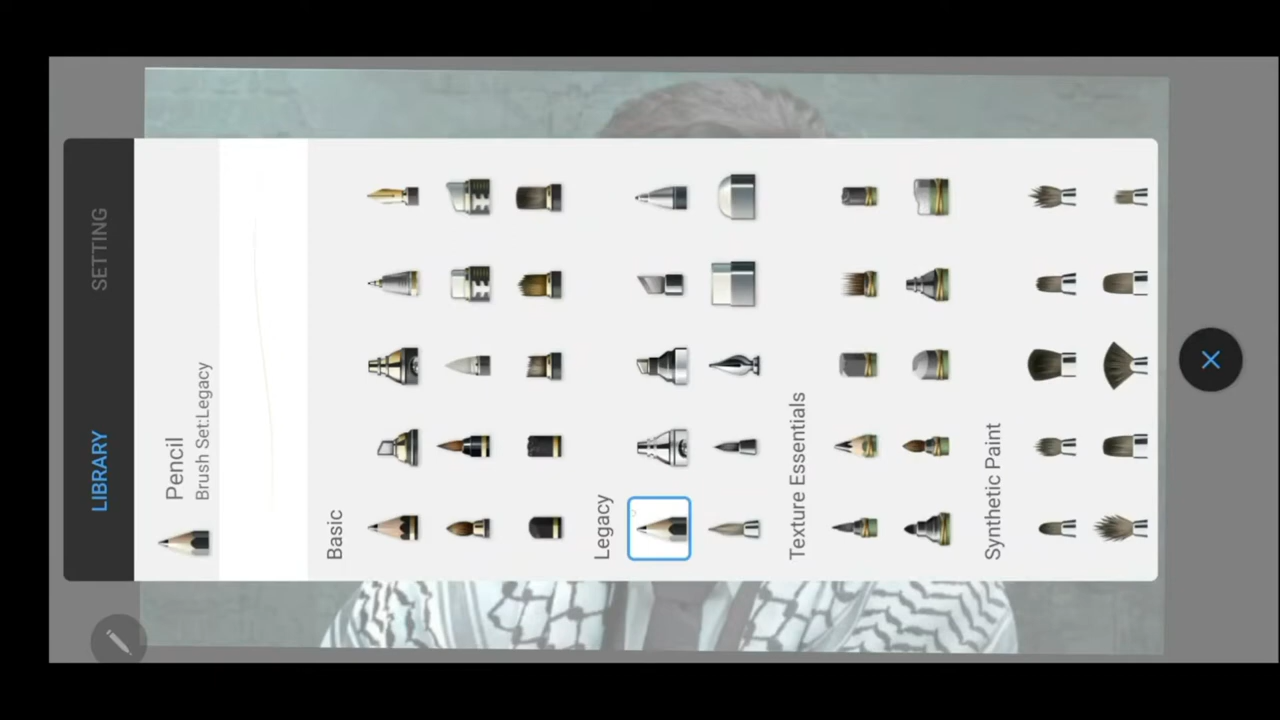 LIBRARY
SETTING
Pencil
Brush Set:Legacy
Basic
Legacy
Texture Essentials
Synthetic Paint